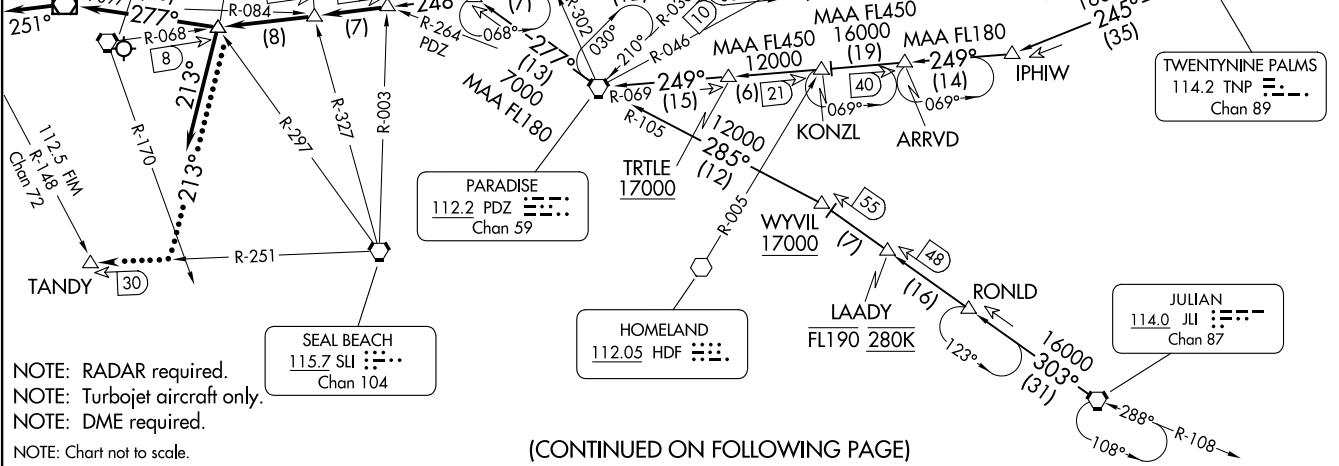 251°
277°
R-084
R-068
8
(8)
(7)
213°
213°
248°
R-264
PDZ
068°
(7)
277°
(13)
7000
MAA FL180
R-302
030°
210°
R-046
10
MAA FL450
12000
MAA FL450
16000
(19)
MAA FL180
249°
(14)
IPHIW
245°
(35)
R-069
249°
(15)
(6)
21
069°
40
069°
KONZL
ARRVD
TWENTYNINE PALMS
114.2 TNP
Chan 89
R-105
12000
285°
(12)
TRTLE
17000
R-005
PARADISE
112.2 PDZ
Chan 59
112.5 FIM
R-148
Chan 72
R-170
R-297
R-327
R-003
R-251
TANDY
30
WYVIL
17000
55
(7)
48
(16)
LAADY
FL190 280K
RONLD
123°
16000
303°
(31)
JULIAN
114.0 JLI
Chan 87
288°
R-108
108°
SEAL BEACH
115.7 SLI
Chan 104
HOMELAND
112.05 HDF
NOTE: RADAR required.
NOTE: Turbojet aircraft only.
NOTE: DME required.
NOTE: Chart not to scale.
(CONTINUED ON FOLLOWING PAGE)